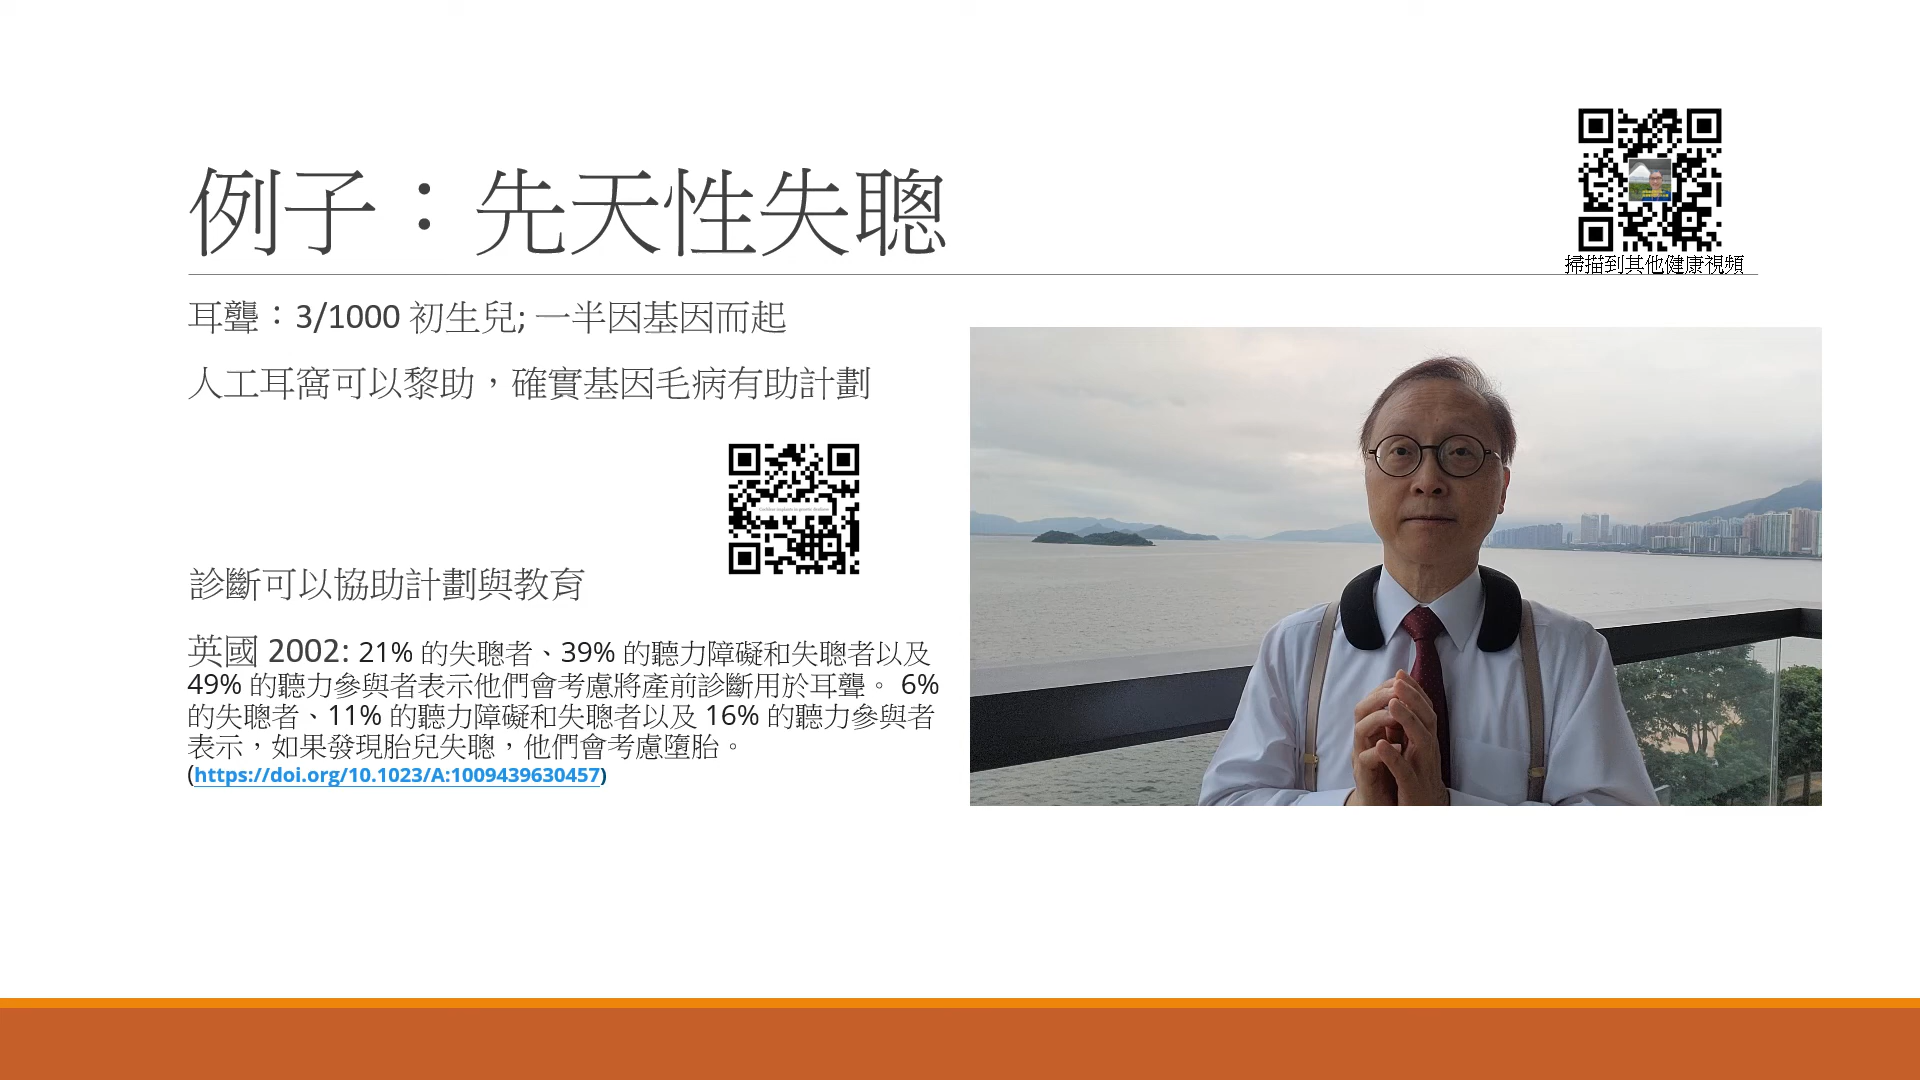 例子：先天性失聰
掃描到其他健康視頻
耳聾：3/1000 初生兒; 一半因基因而起
人工耳窩可以黎助，確實基因毛病有助計劃
診斷可以協助計劃與教育
英國 2002: 21% 的失聰者、39% 的聽力障礙和失聰者以及
49% 的聽力參與者表示他們會考慮將產前診斷用於耳聾。 6%
的失聰者、11% 的聽力障礙和失聰者以及 16% 的聽力參與者
表示，如果發現胎兒失聰，他們會考慮墮胎。
(https://doi.org/10.1023/A:1009439630457)